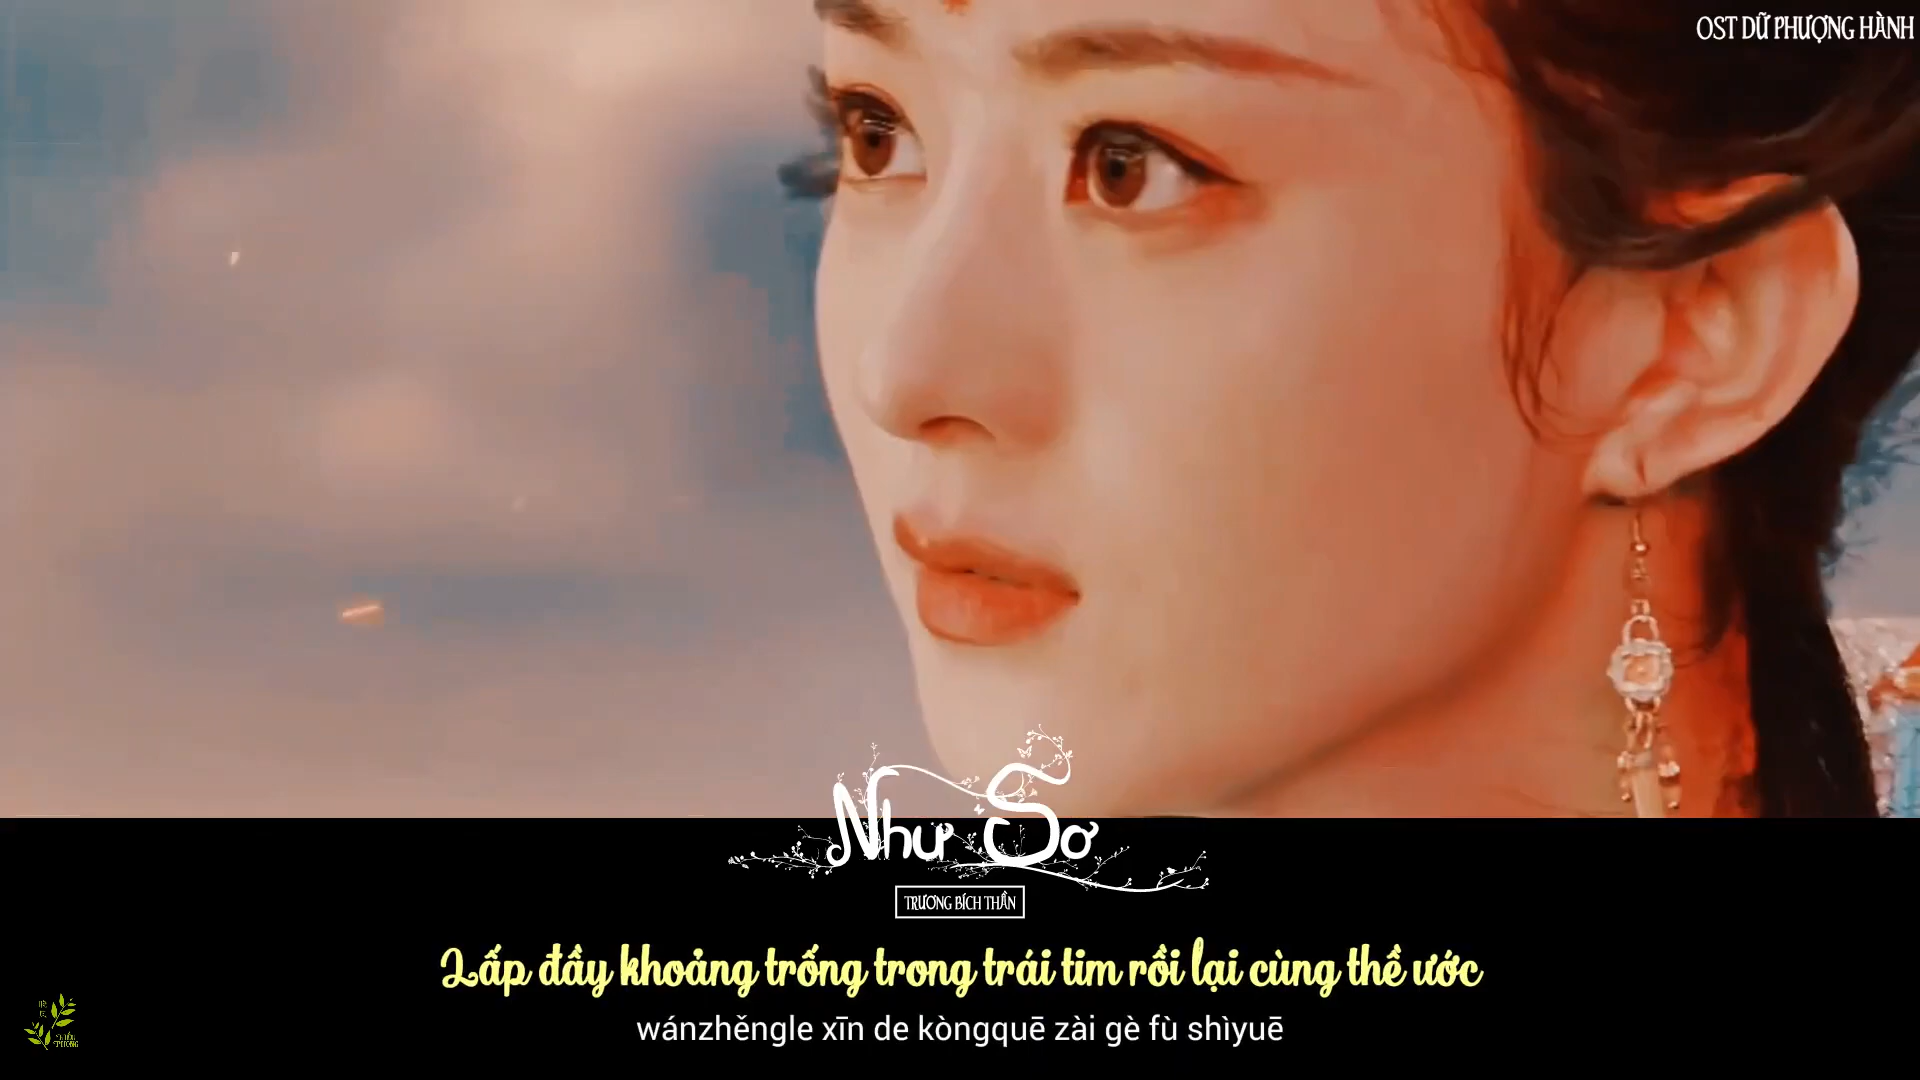 OST DỮ PHƯỢNG HÀNH
Như Sơ
TRƯƠNG BÍCH THẦN
Lấp đầy khoảng trống trong trái tim rồi lại cùng thề ước
wánzhěngle xīn de kòngquē zài gè fù shìyuē